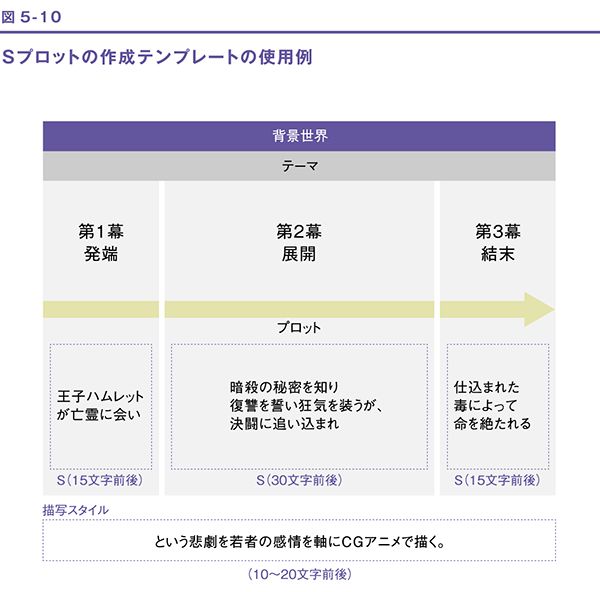 図 5-10
Sプロットの作成テンプレートの使用例
背景世界
テーマ
第1幕
発端
第2幕
展開
第3幕
結末
プロット
王子ハムレット
が亡霊に会い
暗殺の秘密を知り
復讐を誓い狂気を装うが、
決闘に追い込まれ
仕込まれた
毒によって
命を絶たれる
S(15文字前後)
S(30文字前後)
S(15文字前後)
描写スタイル
という悲劇を若者の感情を軸にCGアニメで描く。
(10〜20文字前後)